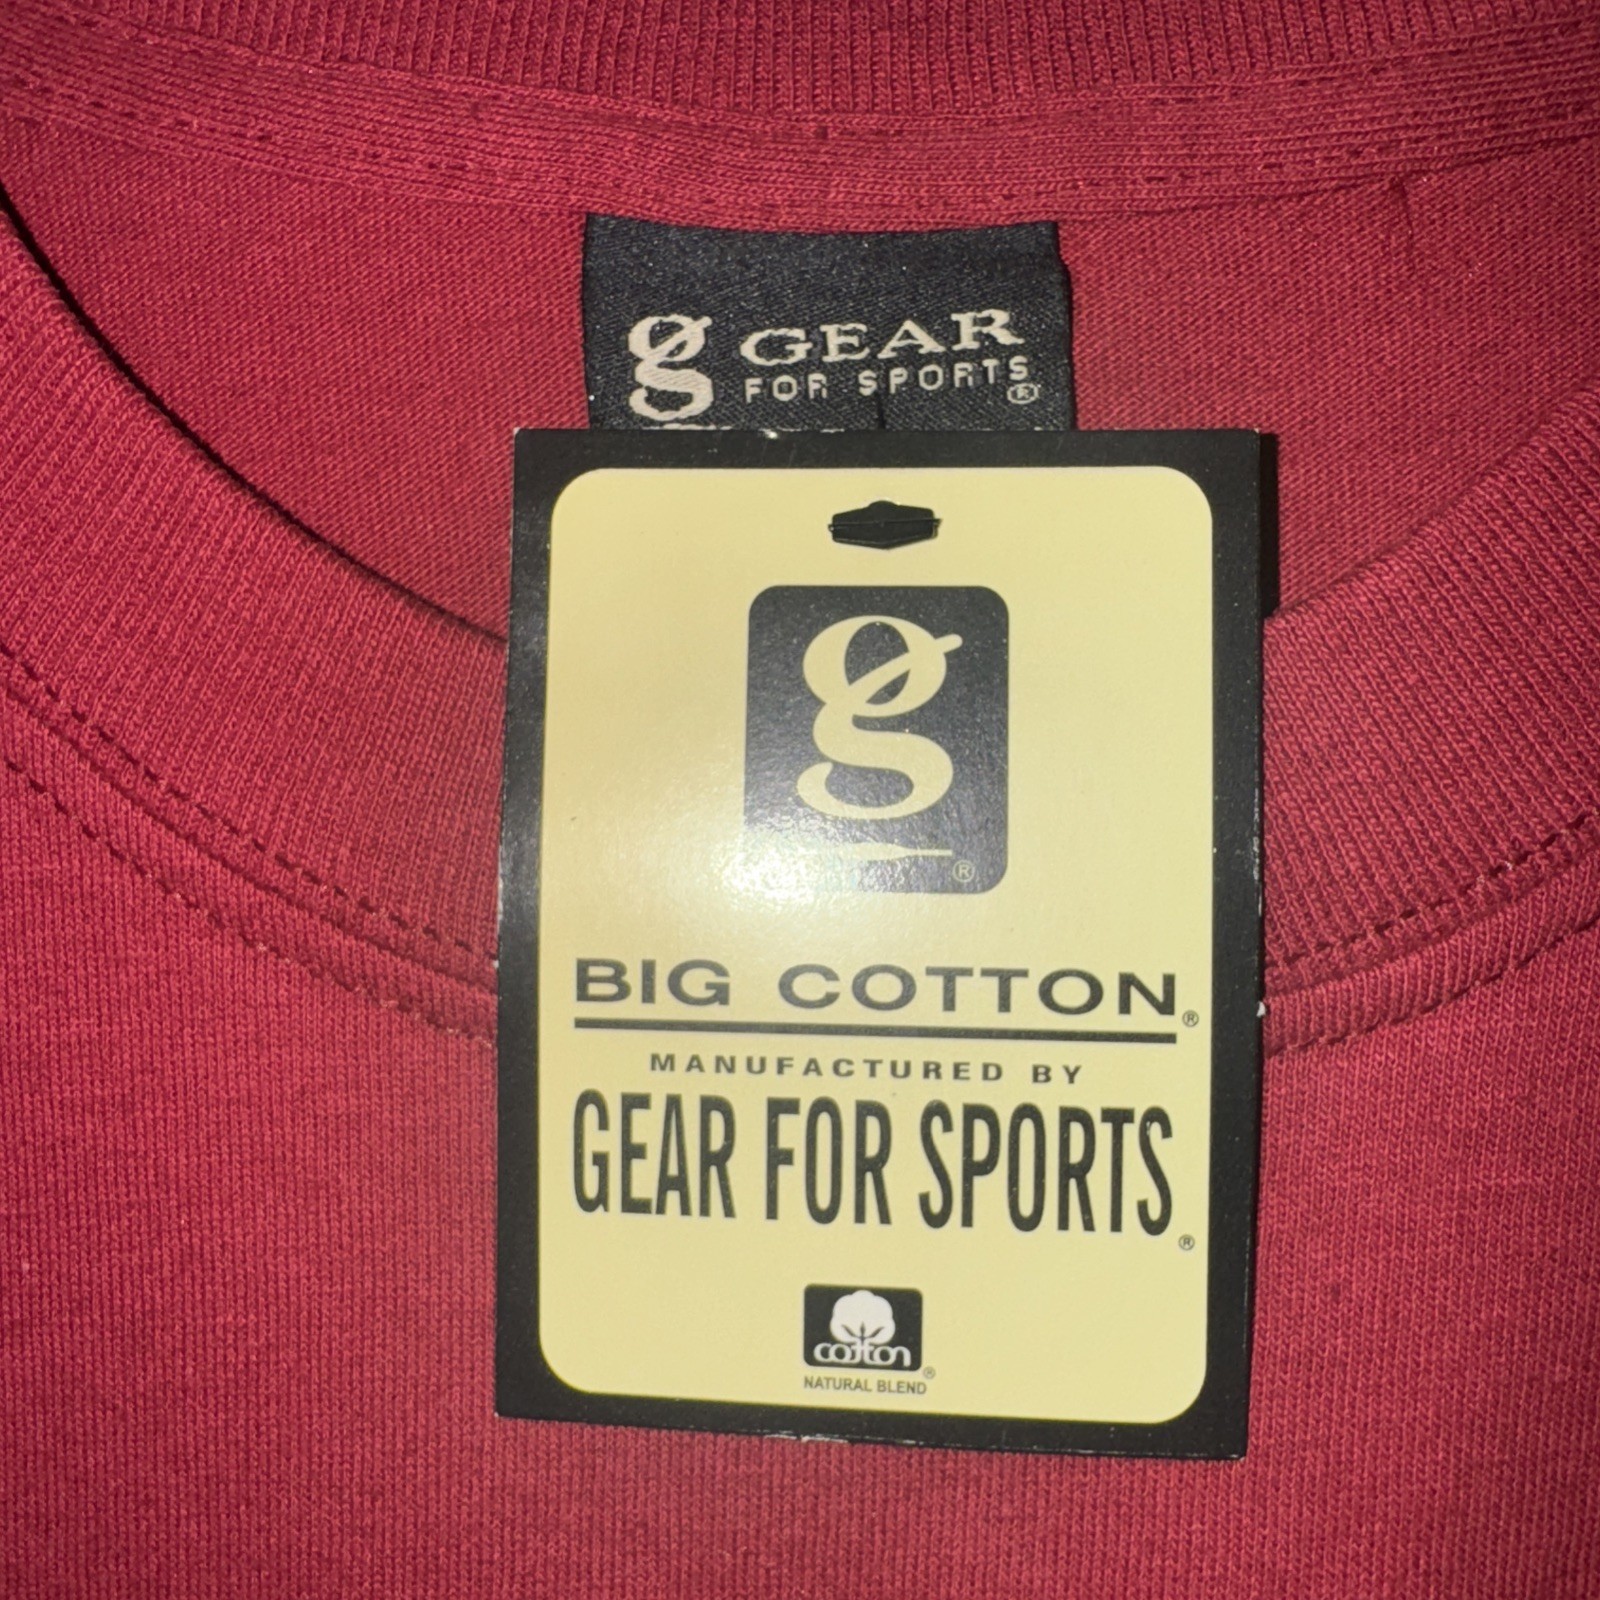 g GEAR
FOR SPORTS®
g
®
BIG COTTON®
MANUFACTURED BY
GEAR FOR SPORTS®
cotton®
NATURAL BLEND